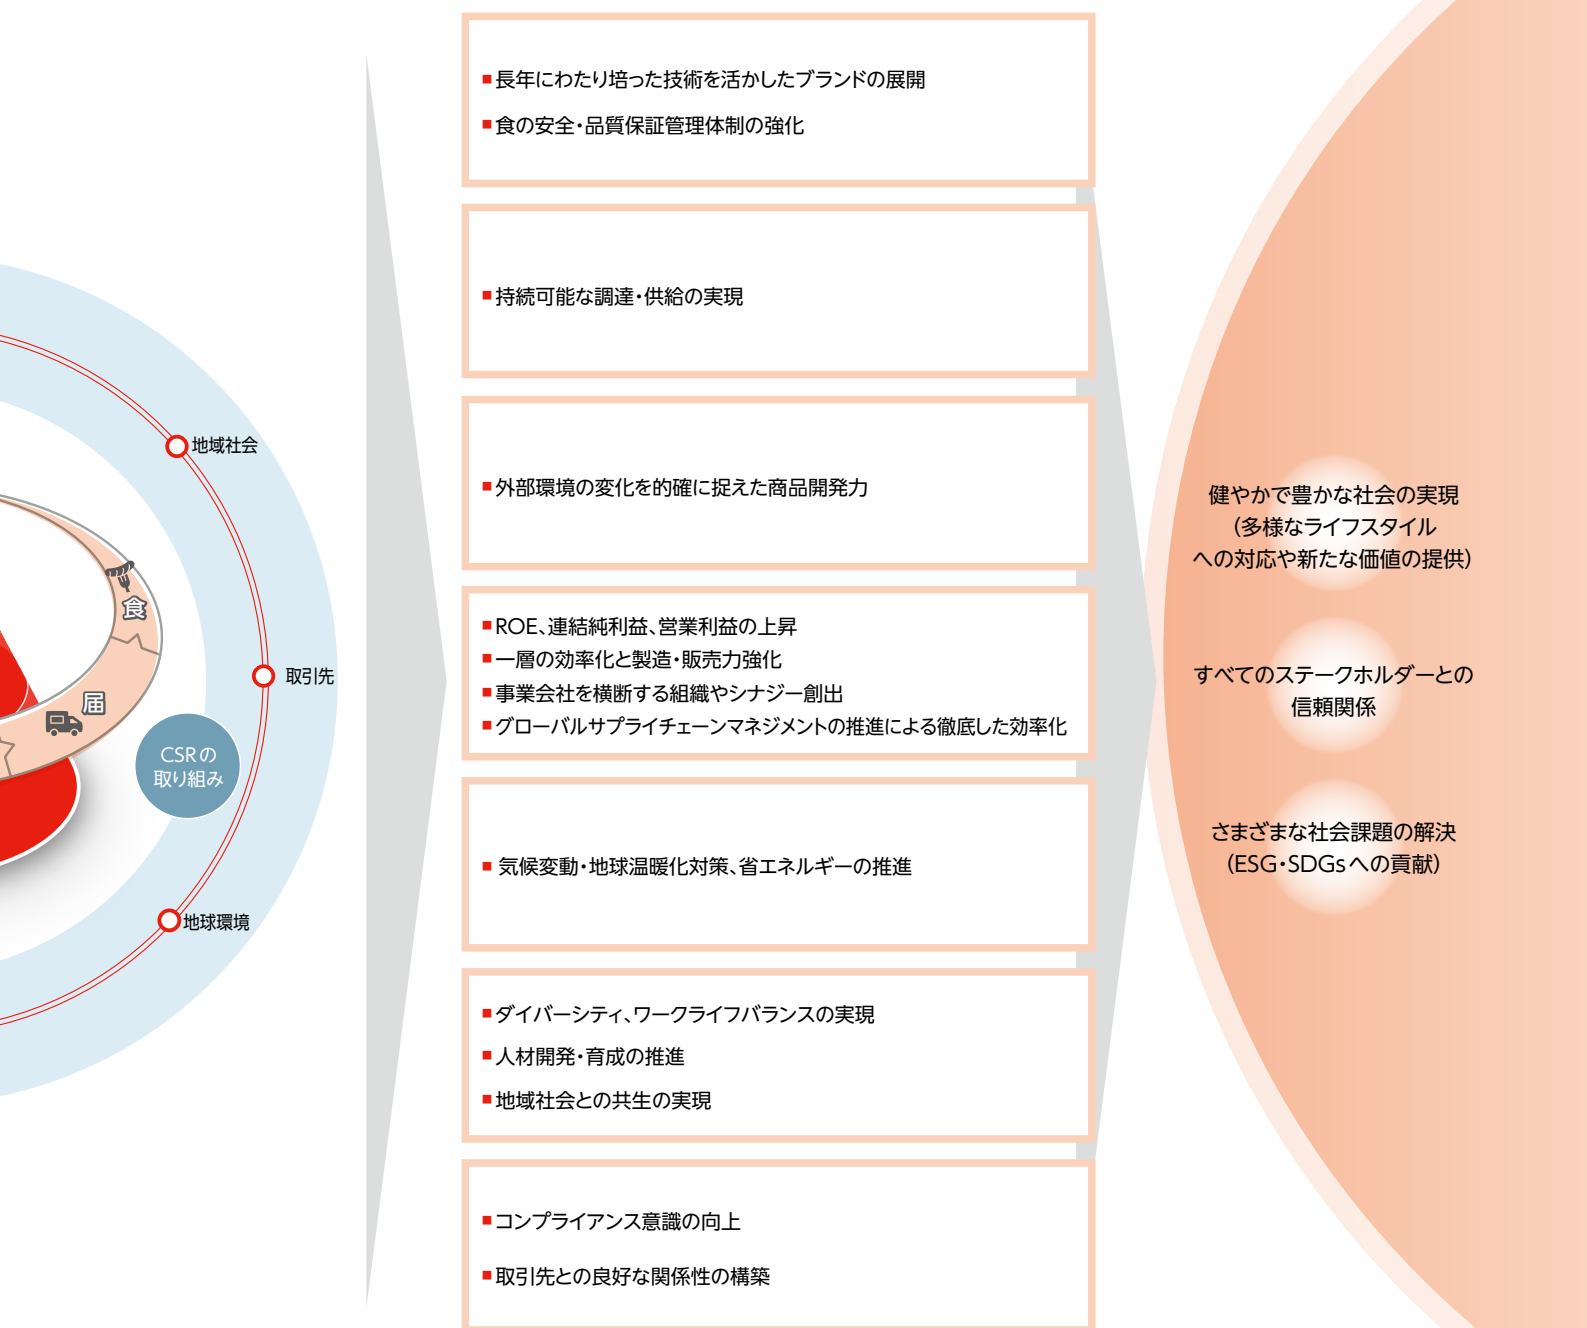 地域社会
食
取引先
届
CSRの
取り組み
地球環境
■長年にわたり培った技術を活かしたブランドの展開
■食の安全・品質保証管理体制の強化
■持続可能な調達・供給の実現
■外部環境の変化を的確に捉えた商品開発力
■ROE、連結純利益、営業利益の上昇
■一層の効率化と製造・販売力強化
■事業会社を横断する組織やシナジー創出
■グローバルサプライチェーンマネジメントの推進による徹底した効率化
■気候変動・地球温暖化対策、省エネルギーの推進
■ダイバーシティ、ワークライフバランスの実現
■人材開発・育成の推進
■地域社会との共生の実現
■コンプライアンス意識の向上
■取引先との良好な関係性の構築
健やかで豊かな社会の実現
(多様なライフスタイル
への対応や新たな価値の提供)
すべてのステークホルダーとの
信頼関係
さまざまな社会課題の解決
(ESG・SDGsへの貢献)